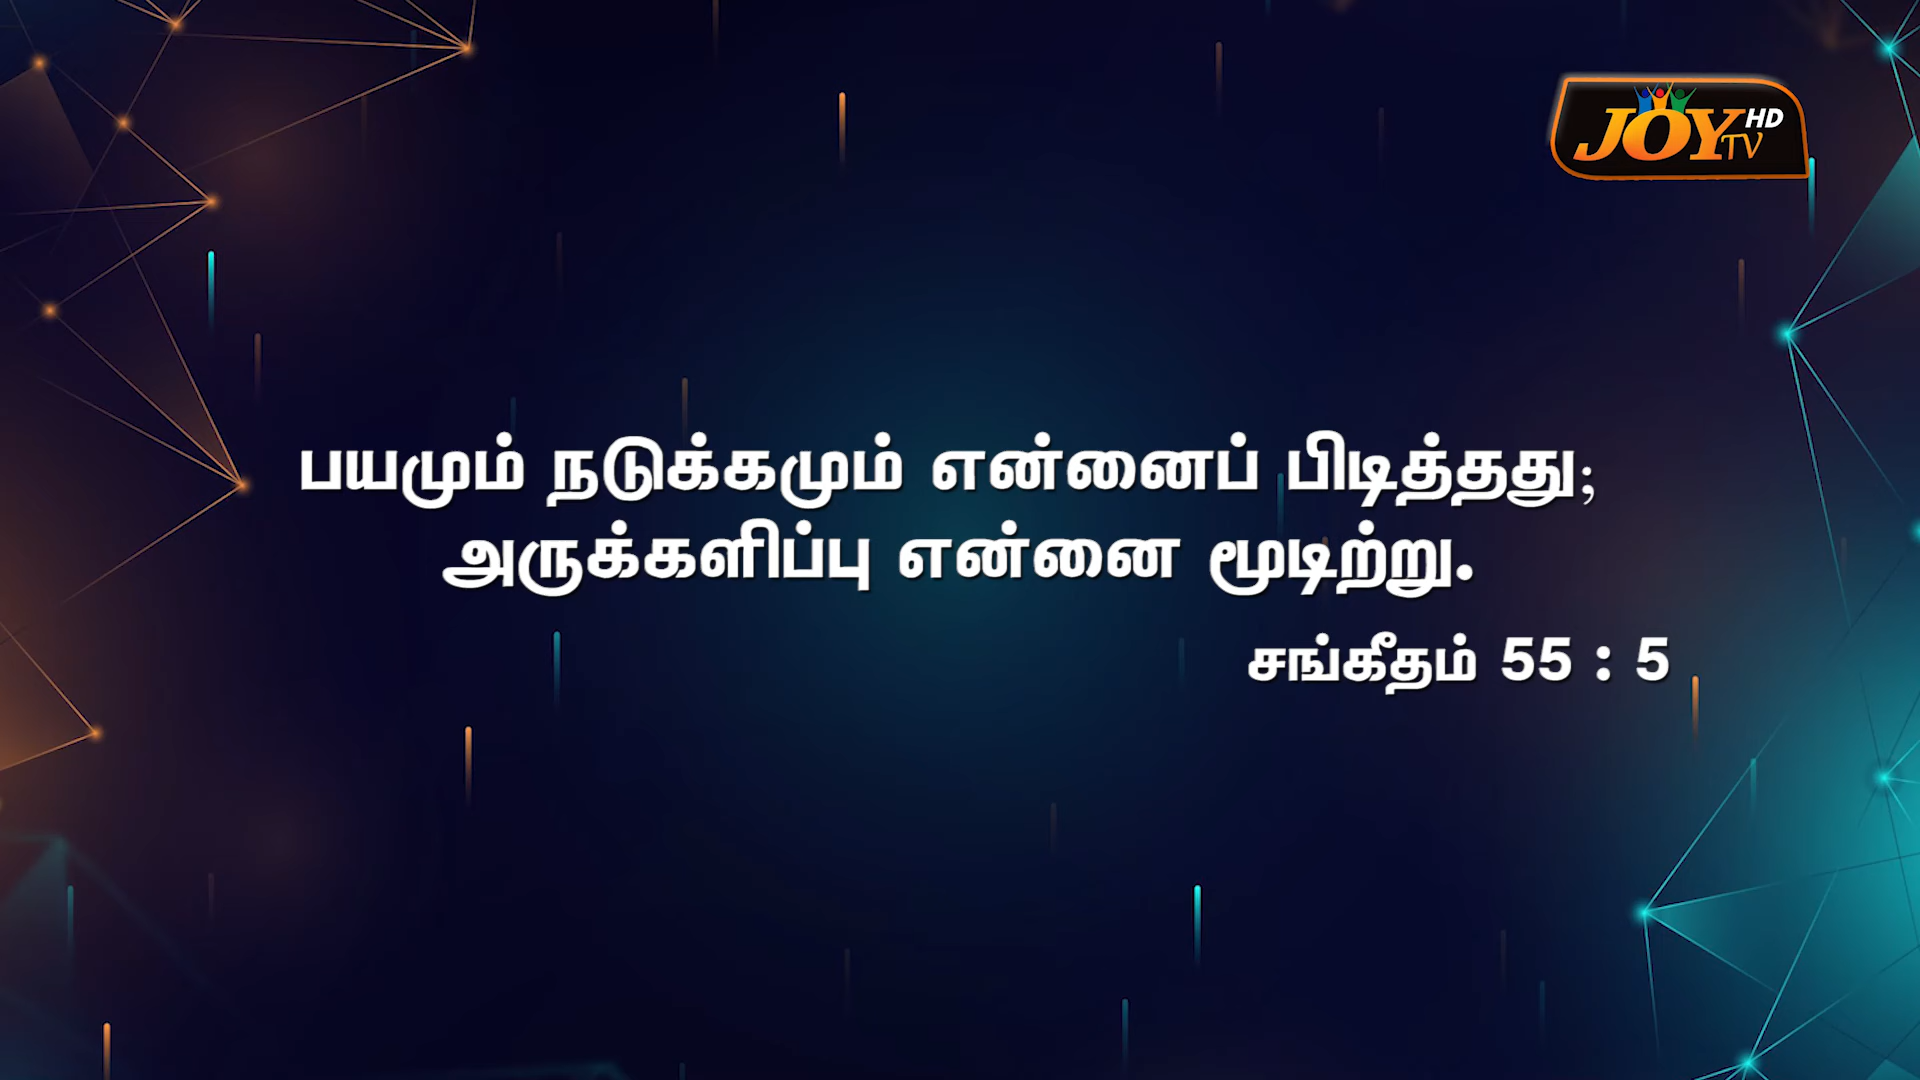 JOY HD
TV
பயமும் நடுக்கமும் என்னைப் பிடித்தது;
அருக்களிப்பு என்னை மூடிற்று.
சங்கீதம் 55 : 5